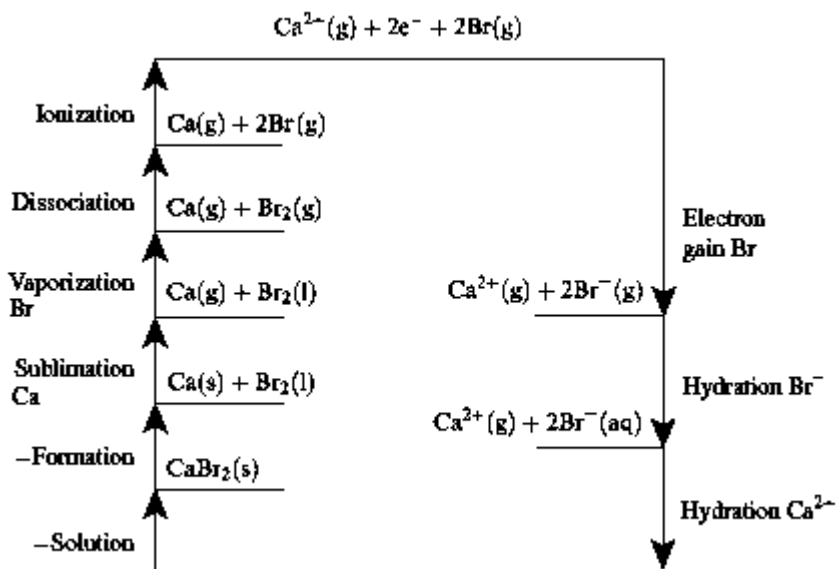 Ca²⁺(g) + 2e⁻ + 2Br(g)
Ionization
Ca(g) + 2Br(g)
Dissociation
Ca(g) + Br₂(g)
Electron
gain Br
Vaporization
Br
Ca(g) + Br₂(l)
Ca²⁺(g) + 2Br⁻(g)
Sublimation
Ca
Ca(s) + Br₂(l)
Hydration Br⁻
Ca²⁺(g) + 2Br⁻(aq)
−Formation
CaBr₂(s)
Hydration Ca²⁺
−Solution